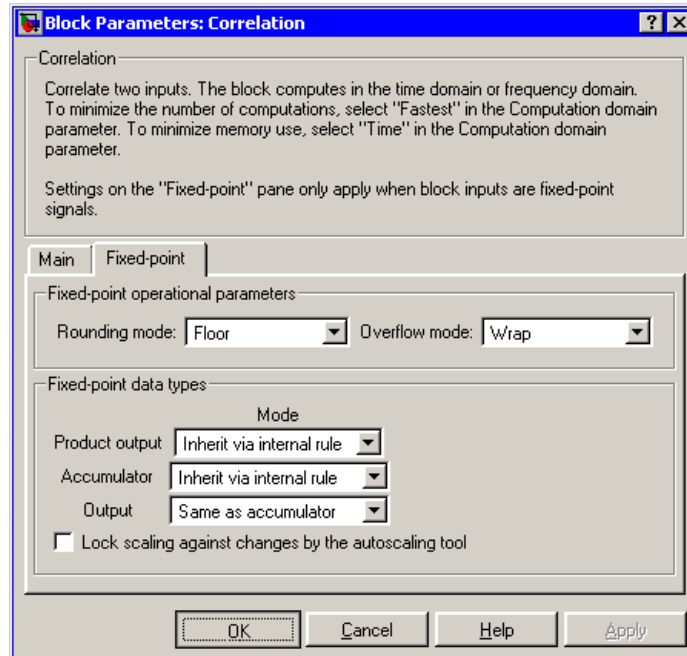 Block Parameters: Correlation
Correlation
Correlate two inputs. The block computes in the time domain or frequency domain.
To minimize the number of computations, select "Fastest" in the Computation domain
parameter. To minimize memory use, select "Time" in the Computation domain
parameter.
Settings on the "Fixed-point" pane only apply when block inputs are fixed-point
signals.
Main Fixed-point
Fixed-point operational parameters
Rounding mode: Floor Overflow mode: Wrap
Fixed-point data types
Mode
Product output Inherit via internal rule
Accumulator Inherit via internal rule
Output Same as accumulator
Lock scaling against changes by the autoscaling tool
OK Cancel Help Apply